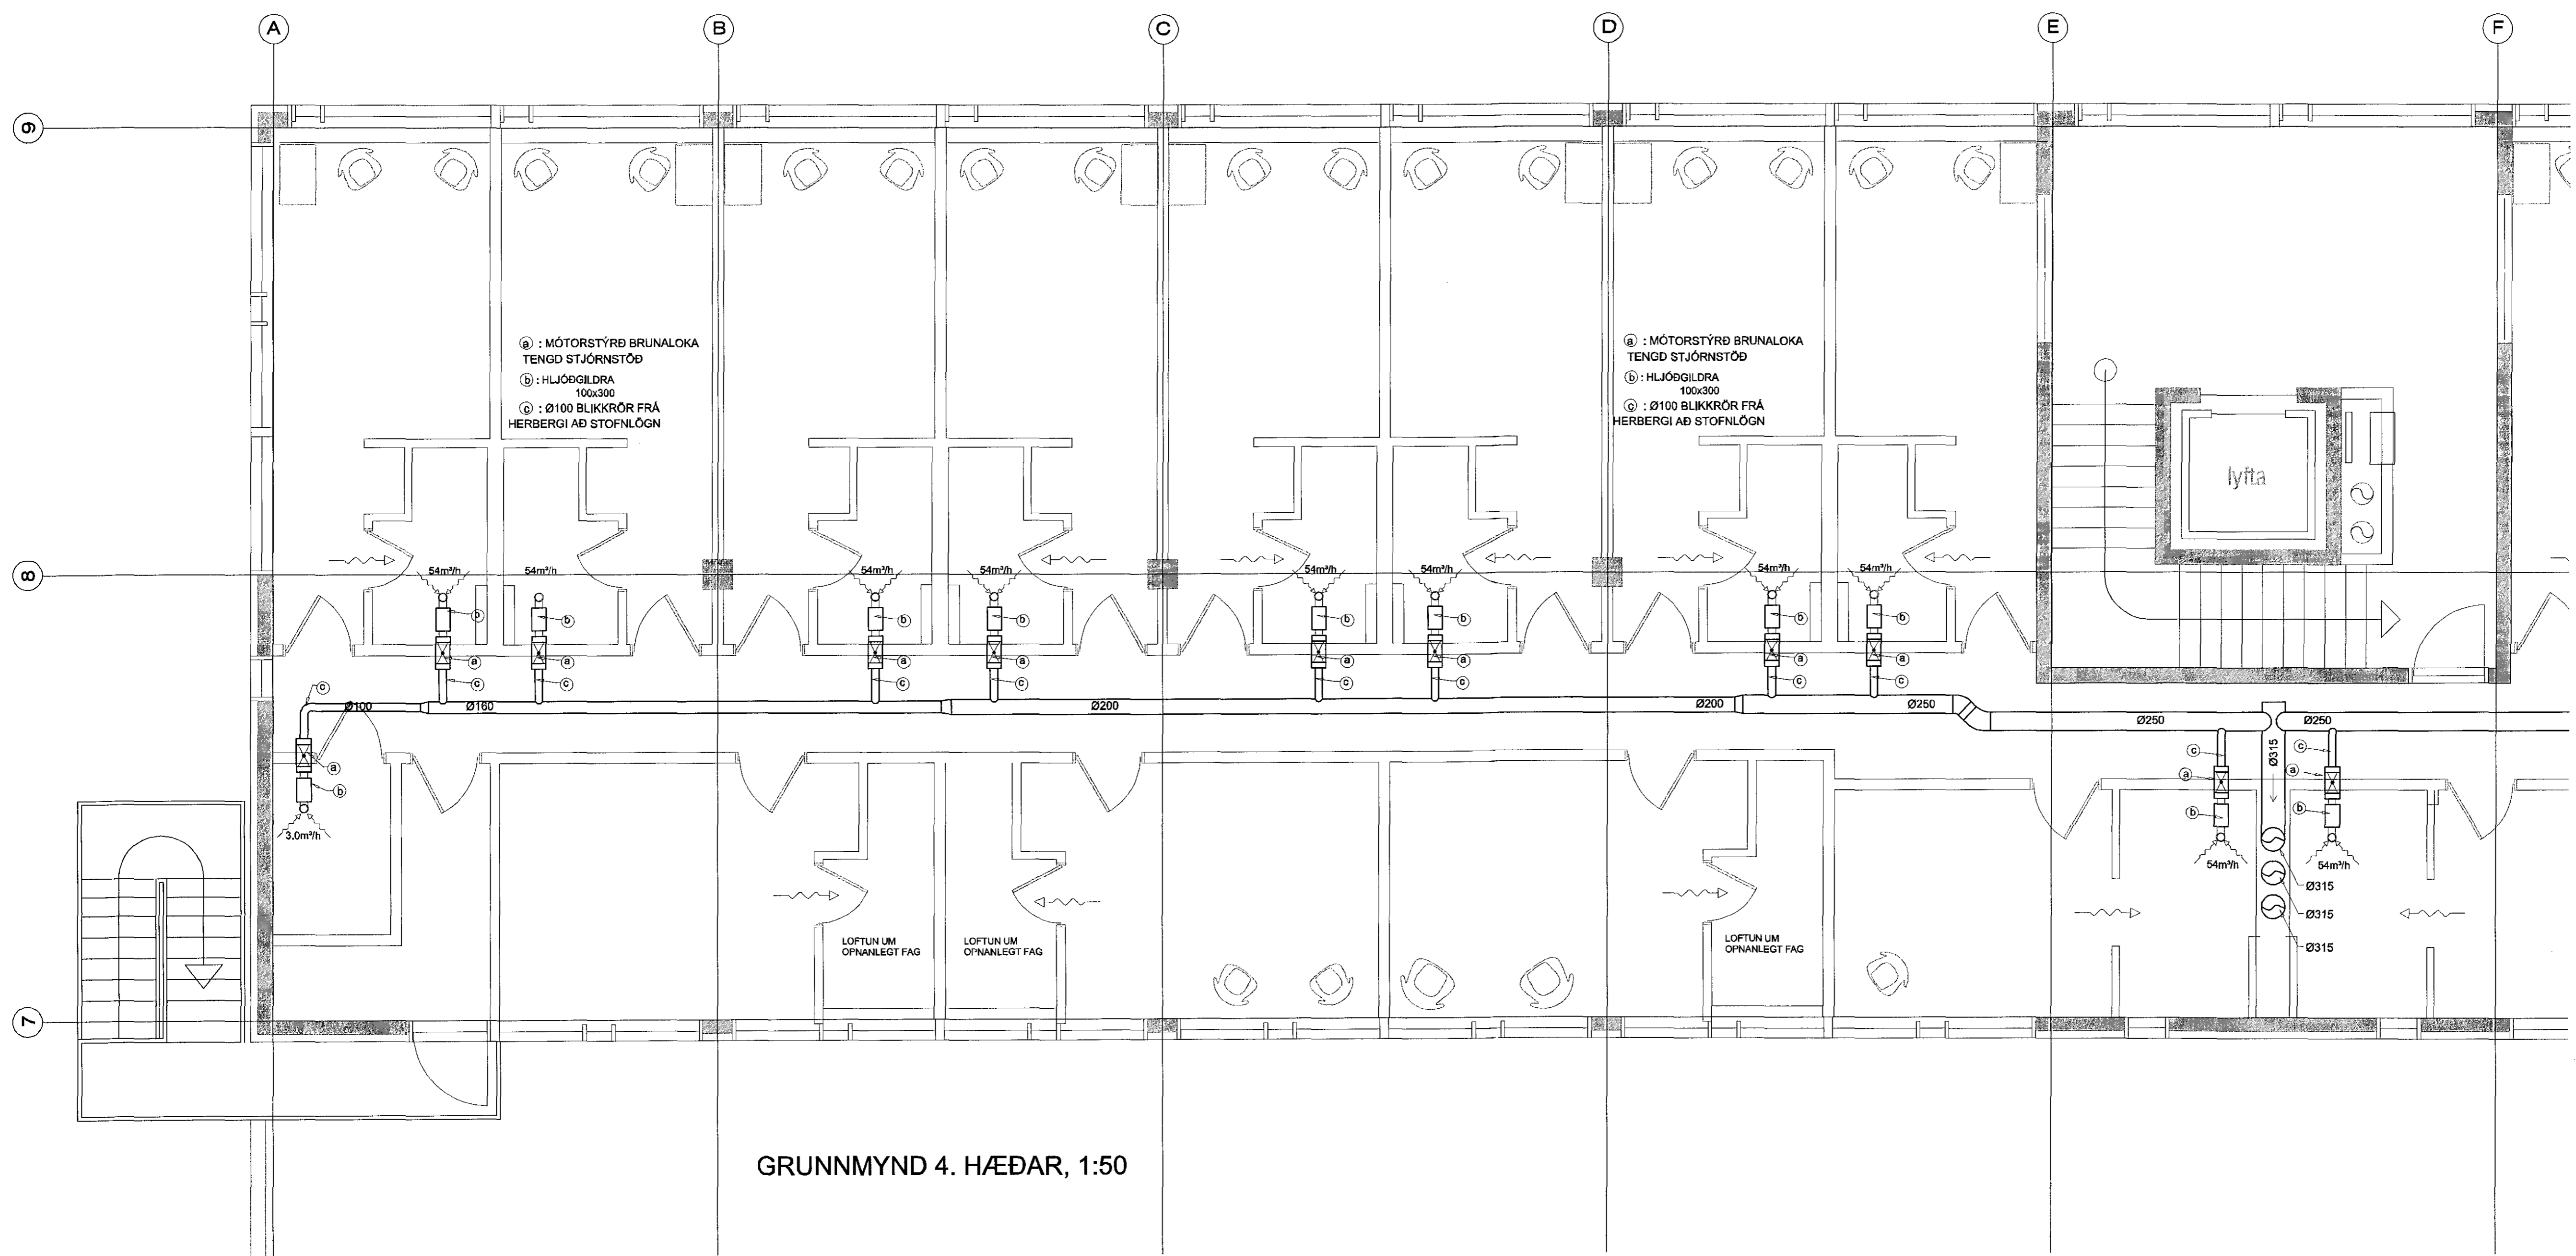 A
B
C
D
E
F
9
ⓐ : MÓTORSTÝRÐ BRUNALOKA
TENGD STJÓRNSTÖÐ
ⓑ : HLJÓÐGILDRA
100x300
ⓒ : Ø100 BLIKKRÖR FRÁ
HERBERGI AÐ STOFNLÖGN
ⓐ : MÓTORSTÝRÐ BRUNALOKA
TENGD STJÓRNSTÖÐ
ⓑ : HLJÓÐGILDRA
100x300
ⓒ : Ø100 BLIKKRÖR FRÁ
HERBERGI AÐ STOFNLÖGN
lyfta
8
54m³/h
54m³/h
54m³/h
54m³/h
54m³/h
54m³/h
54m³/h
54m³/h
b
b
b
b
b
b
b
b
a
a
a
a
a
a
a
a
c
c
c
c
c
c
c
c
c
Ø100
Ø160
Ø200
Ø200
Ø250
Ø250
Ø250
Ø315
c
c
a
a
a
b
b
b
3.0m³/h
54m³/h
54m³/h
Ø315
Ø315
Ø315
LOFTUN UM
OPNANLEGT FAG
LOFTUN UM
OPNANLEGT FAG
LOFTUN UM
OPNANLEGT FAG
7
GRUNNMYND 4. HÆÐAR, 1:50